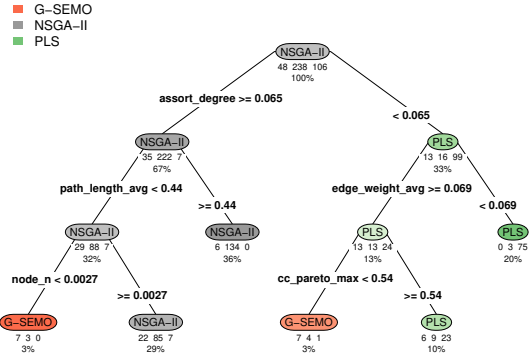 G−SEMO
NSGA−II
PLS
NSGA−II
48 238 106
100%
assort_degree >= 0.065
< 0.065
NSGA−II
35 222 7
67%
PLS
13 16 99
33%
path_length_avg < 0.44
>= 0.44
edge_weight_avg >= 0.069
< 0.069
NSGA−II
29 88 7
32%
NSGA−II
6 134 0
36%
PLS
13 13 24
13%
PLS
0 3 75
20%
node_n < 0.0027
>= 0.0027
cc_pareto_max < 0.54
>= 0.54
G−SEMO
7 3 0
3%
NSGA−II
22 85 7
29%
G−SEMO
7 4 1
3%
PLS
6 9 23
10%